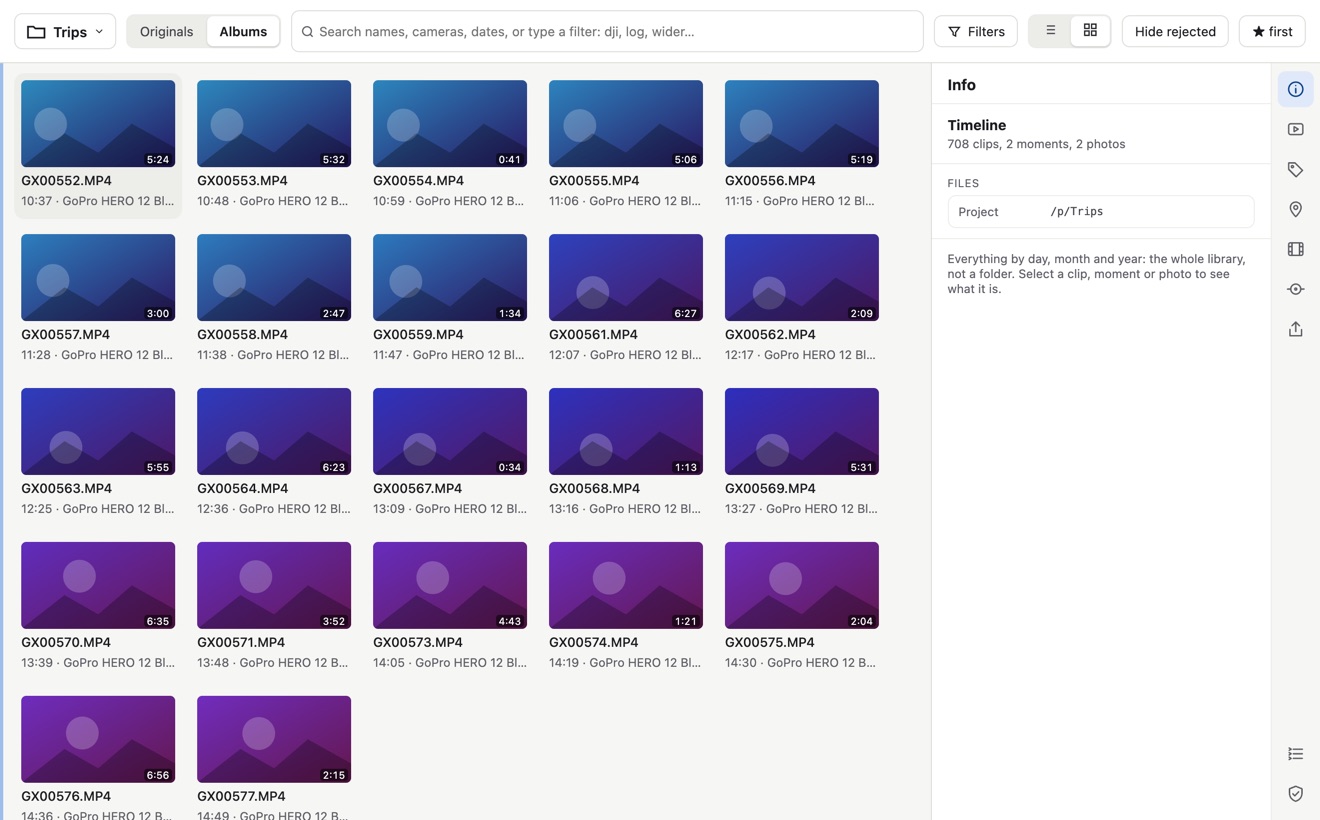 Trips
Originals
Albums
Search names, cameras, dates, or type a filter: dji, log, wider...
Filters
Hide rejected
★ first
5:24
5:32
0:41
5:06
5:19
GX00552.MP4
GX00553.MP4
GX00554.MP4
GX00555.MP4
GX00556.MP4
10:37 · GoPro HERO 12 Bl...
10:48 · GoPro HERO 12 B...
10:59 · GoPro HERO 12 B...
11:06 · GoPro HERO 12 Bl...
11:15 · GoPro HERO 12 Bl...
3:00
2:47
1:34
6:27
2:09
GX00557.MP4
GX00558.MP4
GX00559.MP4
GX00561.MP4
GX00562.MP4
11:28 · GoPro HERO 12 Bl...
11:38 · GoPro HERO 12 Bl...
11:47 · GoPro HERO 12 Bl...
12:07 · GoPro HERO 12 Bl...
12:17 · GoPro HERO 12 Bl...
5:55
6:23
0:34
1:13
5:31
GX00563.MP4
GX00564.MP4
GX00567.MP4
GX00568.MP4
GX00569.MP4
12:25 · GoPro HERO 12 Bl...
12:36 · GoPro HERO 12 Bl...
13:09 · GoPro HERO 12 Bl...
13:16 · GoPro HERO 12 Bl...
13:27 · GoPro HERO 12 Bl...
6:35
3:52
4:43
1:21
2:04
GX00570.MP4
GX00571.MP4
GX00573.MP4
GX00574.MP4
GX00575.MP4
13:39 · GoPro HERO 12 Bl...
13:48 · GoPro HERO 12 B...
14:05 · GoPro HERO 12 Bl...
14:19 · GoPro HERO 12 Bl...
14:30 · GoPro HERO 12 B...
6:56
2:15
GX00576.MP4
GX00577.MP4
14:36 · GoPro HERO 12 B...
14:49 · GoPro HERO 12 B...
Info
Timeline
708 clips, 2 moments, 2 photos
FILES
Project /p/Trips
Everything by day, month and year: the whole library,
not a folder. Select a clip, moment or photo to see
what it is.